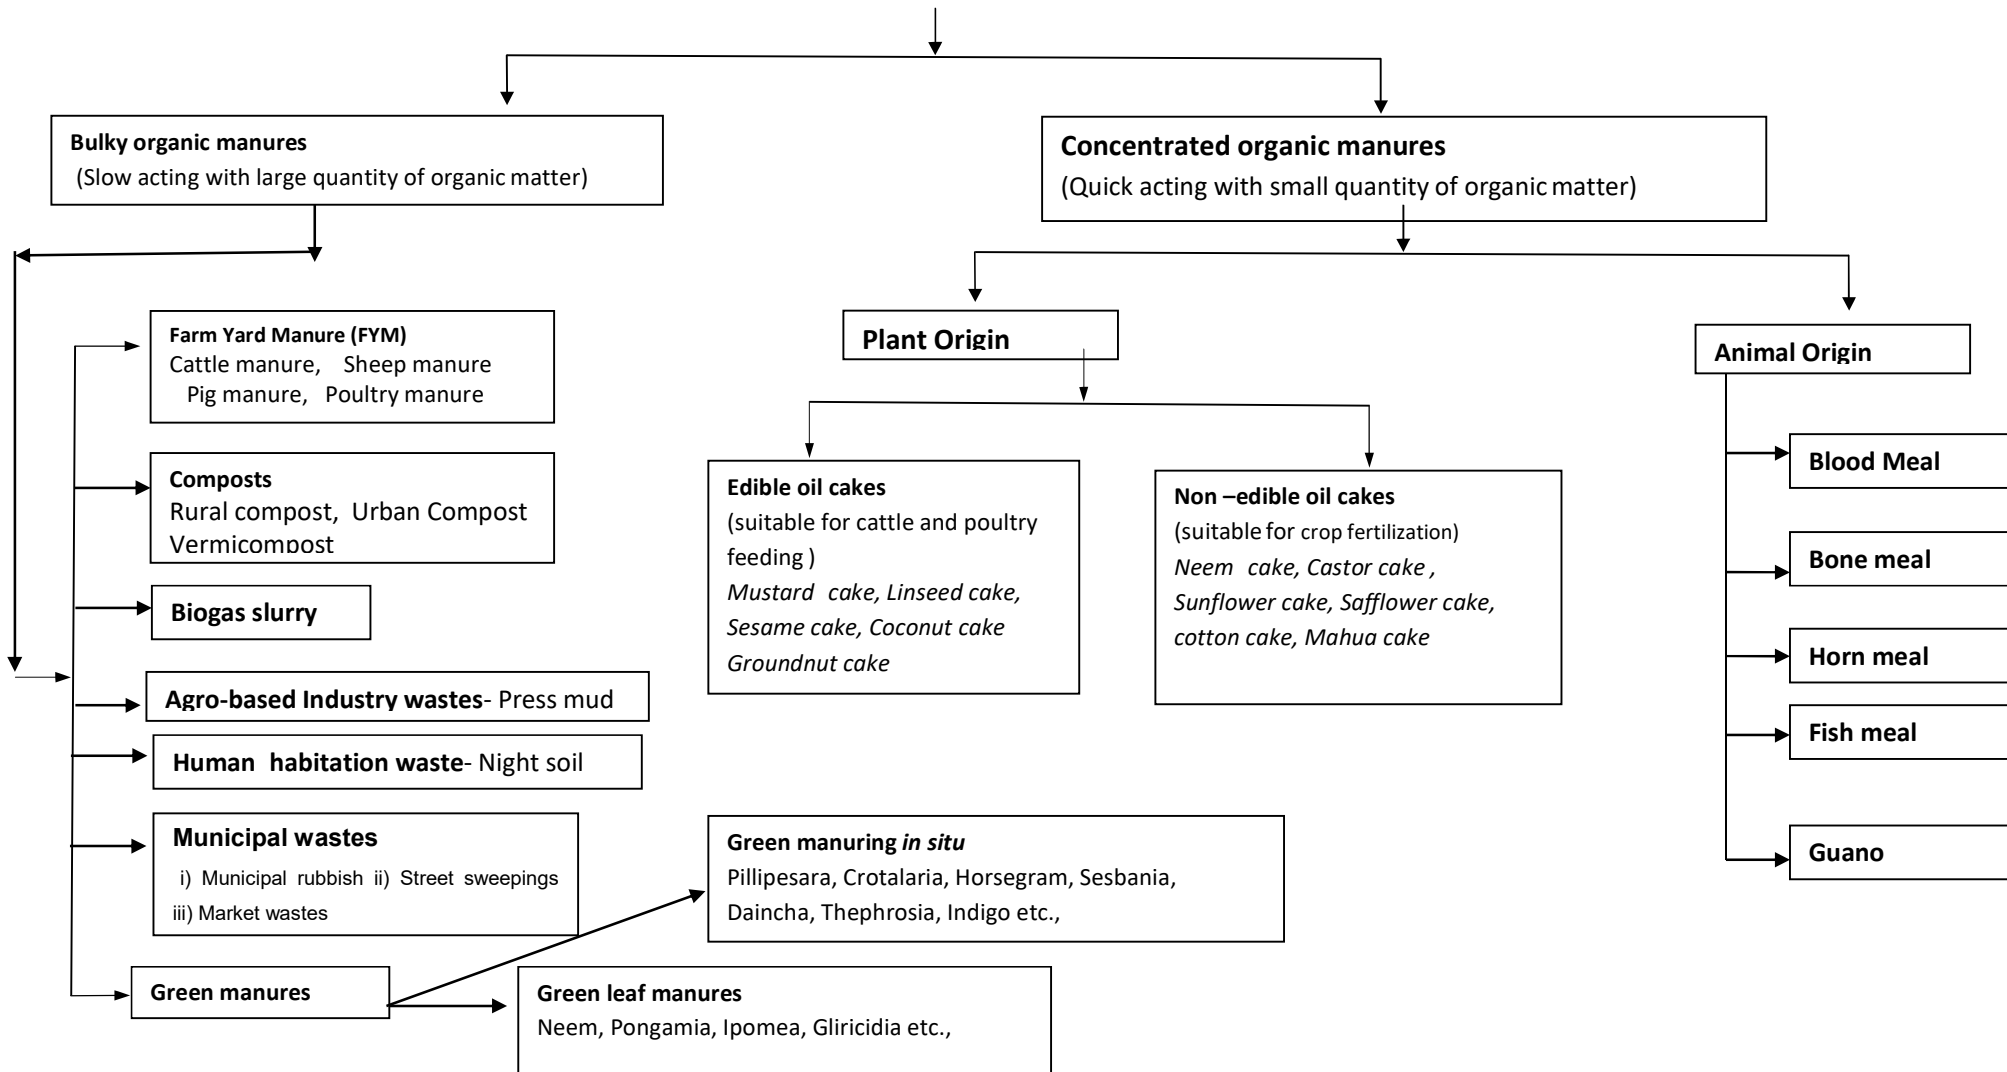 Bulky organic manures
(Slow acting with large quantity of organic matter)
Concentrated organic manures
(Quick acting with small quantity of organic matter)
Farm Yard Manure (FYM)
Cattle manure, Sheep manure
Pig manure, Poultry manure
Composts
Rural compost, Urban Compost
Vermicompost
Biogas slurry
Agro-based Industry wastes- Press mud
Human habitation waste- Night soil
Municipal wastes
i) Municipal rubbish ii) Street sweepings
iii) Market wastes
Green manures
Green manuring in situ
Pillipesara, Crotalaria, Horsegram, Sesbania,
Daincha, Thephrosia, Indigo etc.,
Green leaf manures
Neem, Pongamia, Ipomea, Gliricidia etc.,
Plant Origin
Edible oil cakes
(suitable for cattle and poultry
feeding )
Mustard cake, Linseed cake,
Sesame cake, Coconut cake
Groundnut cake
Non –edible oil cakes
(suitable for crop fertilization)
Neem cake, Castor cake ,
Sunflower cake, Safflower cake,
cotton cake, Mahua cake
Animal Origin
Blood Meal
Bone meal
Horn meal
Fish meal
Guano